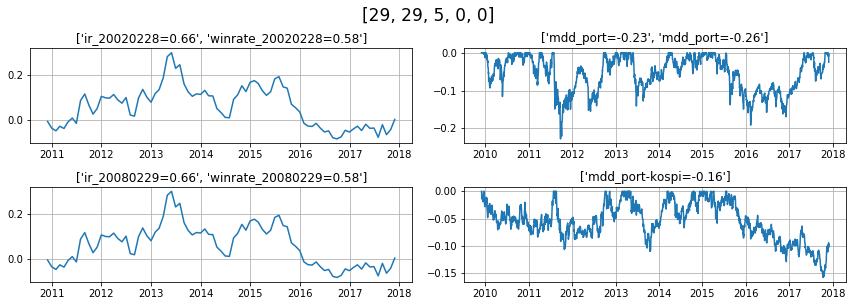 [29, 29, 5, 0, 0]
['ir_20020228=0.66', 'winrate_20020228=0.58']
0.2
0.0
2011 2012 2013 2014 2015 2016 2017 2018
['mdd_port=-0.23', 'mdd_port=-0.26']
0.0
−0.1
−0.2
2010 2011 2012 2013 2014 2015 2016 2017 2018
['ir_20080229=0.66', 'winrate_20080229=0.58']
0.2
0.0
2011 2012 2013 2014 2015 2016 2017 2018
['mdd_port-kospi=-0.16']
0.00
−0.05
−0.10
−0.15
2010 2011 2012 2013 2014 2015 2016 2017 2018